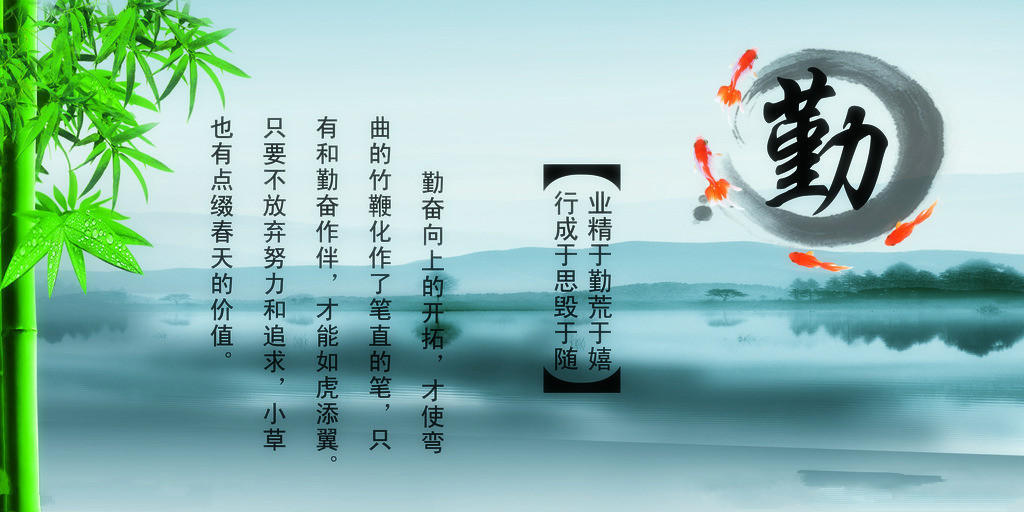 勤
业精于勤荒于嬉
行成于思毁于随
勤奋向上的开拓，才使弯
曲的竹鞭化作了笔直的笔，只
有和勤奋作伴，才能如虎添翼。
只要不放弃努力和追求，小草
也有点缀春天的价值。